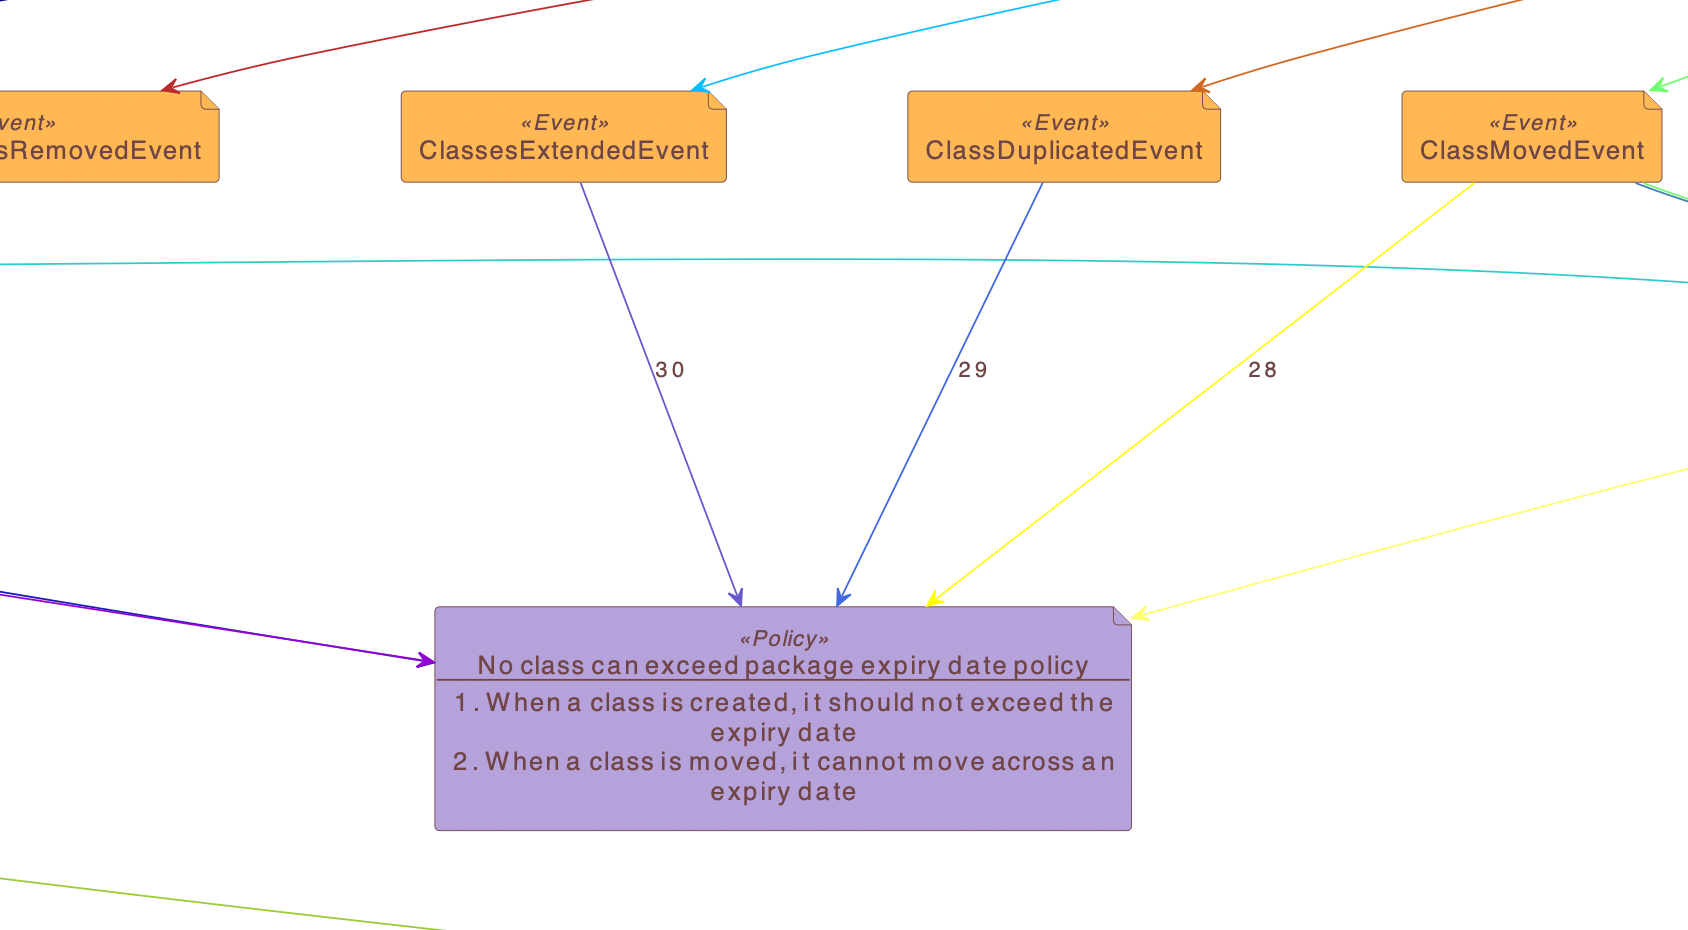 «Event»
ClassesExtendedEvent
«Event»
ClassDuplicatedEvent
«Event»
ClassMovedEvent
30
29
28
«Policy»
No class can exceed package expiry date policy
1. When a class is created, it should not exceed the
expiry date
2. When a class is moved, it cannot move across an
expiry date